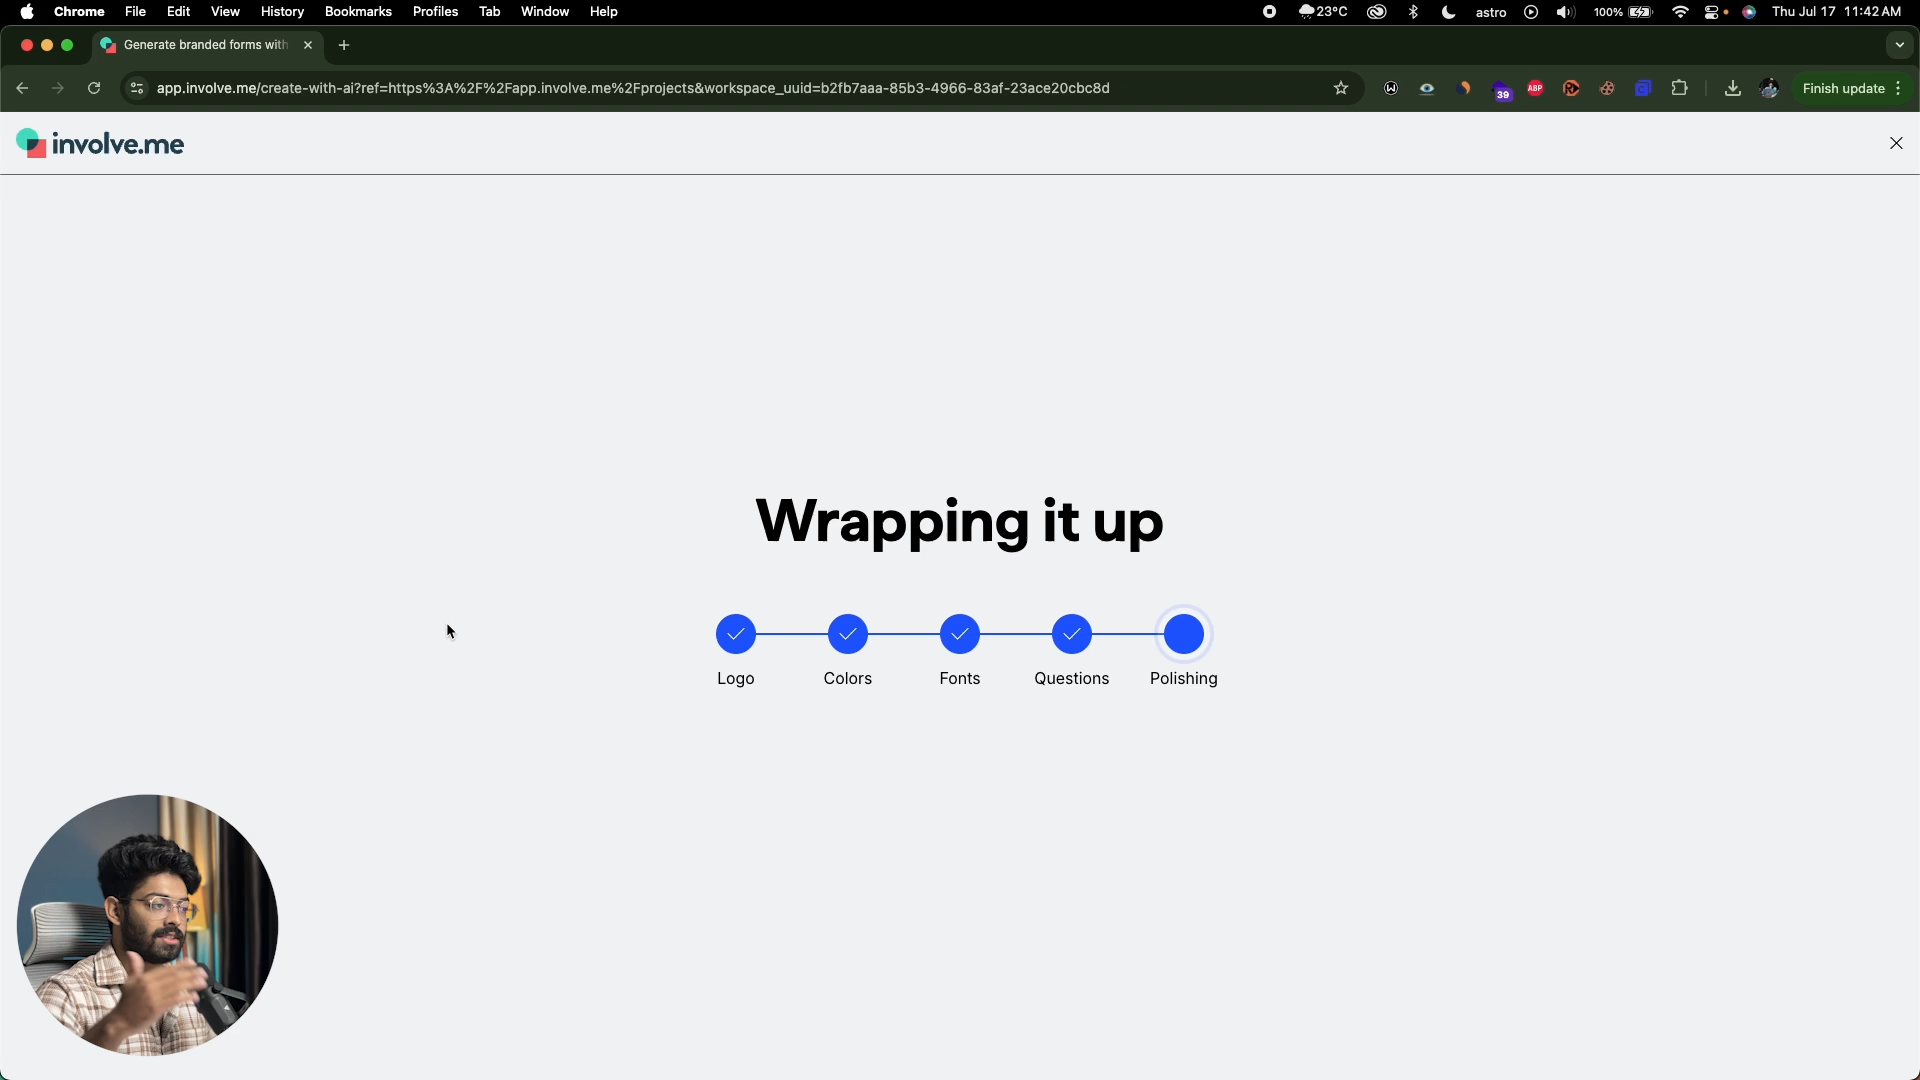 Chrome File Edit View History Bookmarks Profiles Tab Window Help 23°C astro 100% Thu Jul 17 11:42 AM
Generate branded forms with
app.involve.me/create-with-ai?ref=https%3A%2F%2Fapp.involve.me%2Fprojects&workspace_uuid=b2fb7aaa-85b3-4966-83af-23ace20cbc8d 39 ABP Finish update
involve.me
Wrapping it up
Logo Colors Fonts Questions Polishing